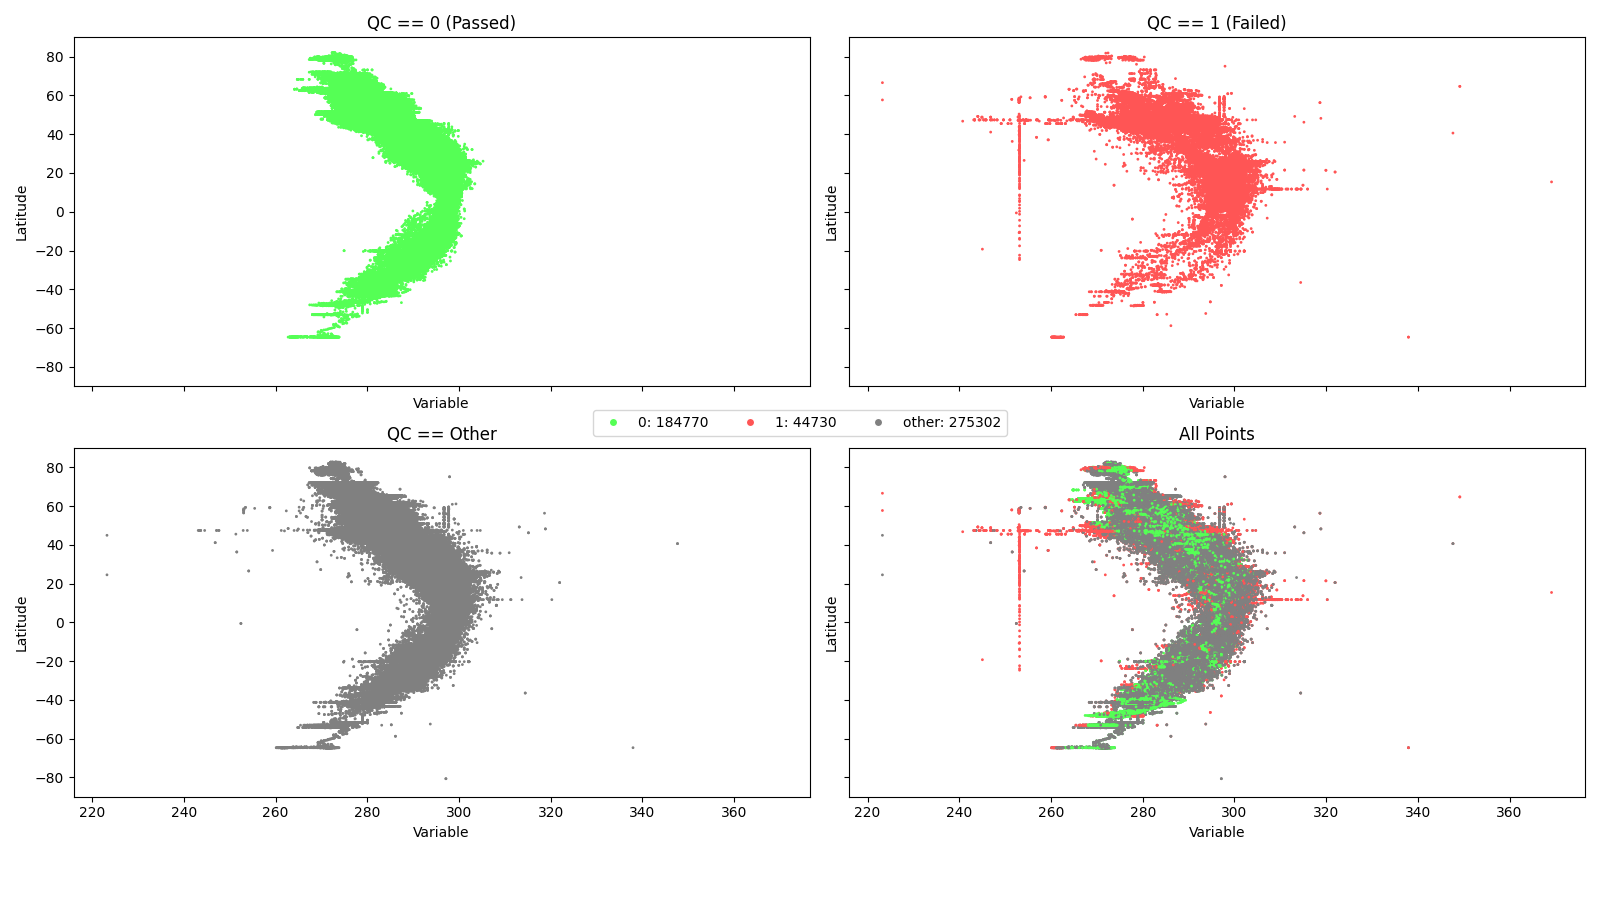 QC == 0 (Passed)
QC == 1 (Failed)
80
60
40
20
0
−20
−40
−60
−80
Latitude
Latitude
Variable
Variable
0: 184770
1: 44730
other: 275302
QC == Other
All Points
80
60
40
20
0
−20
−40
−60
−80
Latitude
Latitude
220 240 260 280 300 320 340 360
220 240 260 280 300 320 340 360
Variable
Variable